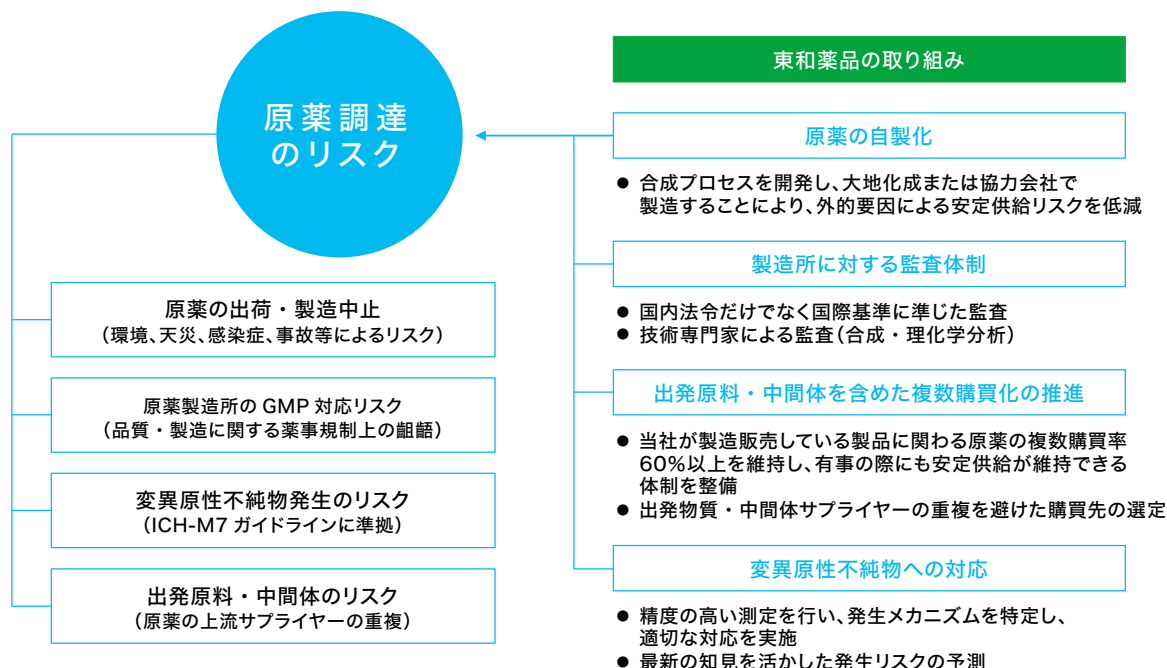 原薬調達
のリスク
原薬の出荷・製造中止
（環境、天災、感染症、事故等によるリスク）
原薬製造所の GMP 対応リスク
（品質・製造に関する薬事規制上の齟齬）
変異原性不純物発生のリスク
（ICH-M7 ガイドラインに準拠）
出発原料・中間体のリスク
（原薬の上流サプライヤーの重複）
東和薬品の取り組み
原薬の自製化
● 合成プロセスを開発し、大地化成または協力会社で
製造することにより、外的要因による安定供給リスクを低減
製造所に対する監査体制
● 国内法令だけでなく国際基準に準じた監査
● 技術専門家による監査（合成・理化学分析）
出発原料・中間体を含めた複数購買化の推進
● 当社が製造販売している製品に関わる原薬の複数購買率
60%以上を維持し、有事の際にも安定供給が維持できる
体制を整備
● 出発物質・中間体サプライヤーの重複を避けた購買先の選定
変異原性不純物への対応
● 精度の高い測定を行い、発生メカニズムを特定し、
適切な対応を実施
● 最新の知見を活かした発生リスクの予測